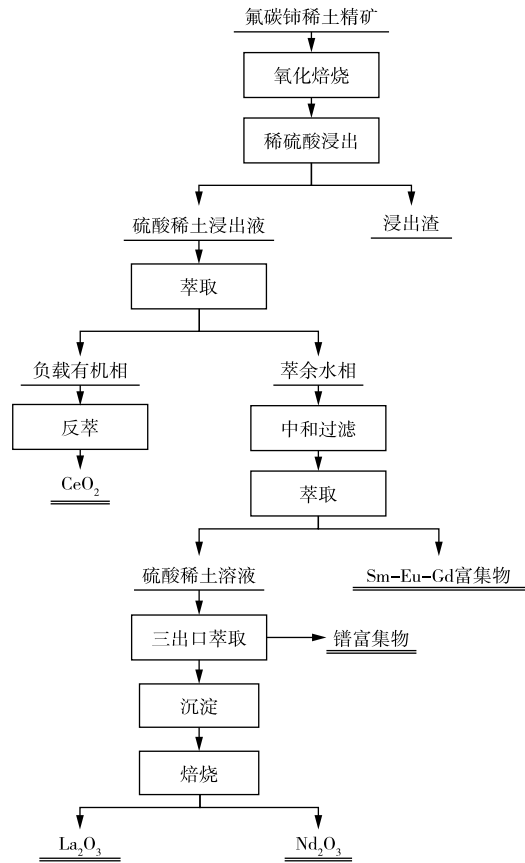 氟碳铈稀土精矿
氧化焙烧
稀硫酸浸出
硫酸稀土浸出液
浸出渣
萃取
负载有机相
萃余水相
反萃
中和过滤
CeO₂
萃取
硫酸稀土溶液
Sm-Eu-Gd富集物
三出口萃取
镨富集物
沉淀
焙烧
La₂O₃
Nd₂O₃